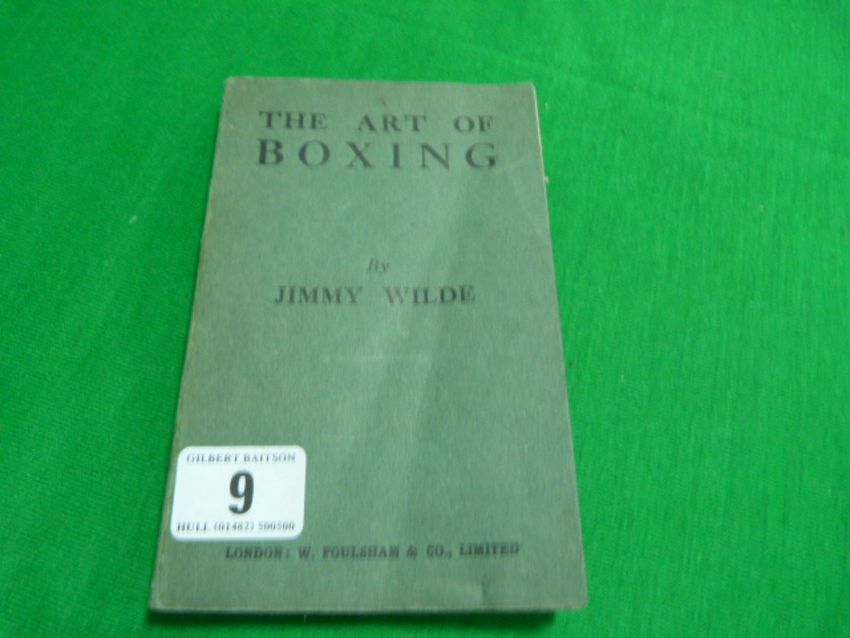 THE ART OF
BOXING
By
JIMMY WILDE
GILBERT BAITSON
9
HULL (01482) 500500
LONDON: W. FOULSHAM & CO., LIMITED